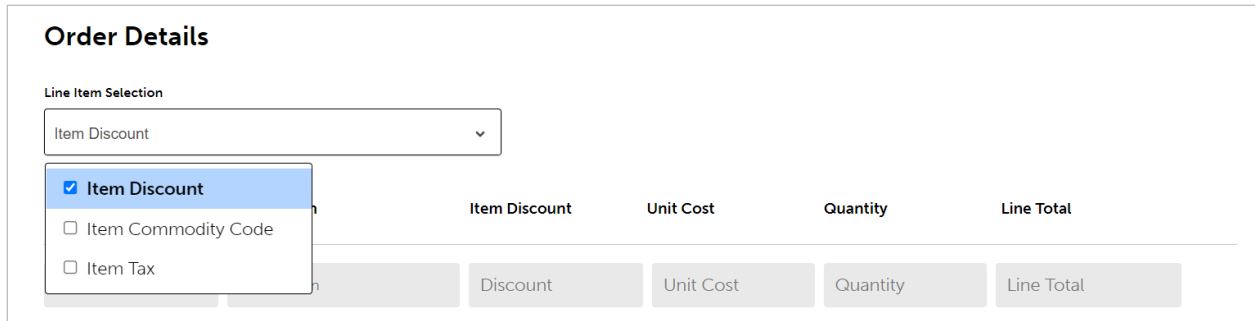 Order Details
Line Item Selection
Item Discount
Item Discount
Item Commodity Code
Item Tax
Item Discount Unit Cost Quantity Line Total
Discount Unit Cost Quantity Line Total